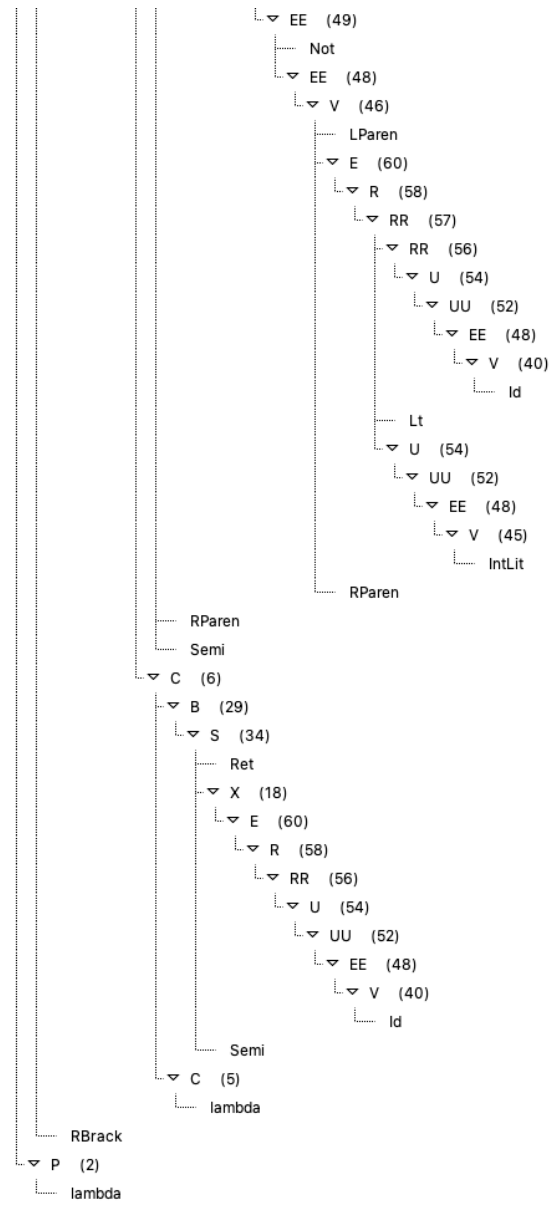 EE (49)
Not
EE (48)
V (46)
LParen
E (60)
R (58)
RR (57)
RR (56)
U (54)
UU (52)
EE (48)
V (40)
Id
Lt
U (54)
UU (52)
EE (48)
V (45)
IntLit
RParen
RParen
Semi
C (6)
B (29)
S (34)
Ret
X (18)
E (60)
R (58)
RR (56)
U (54)
UU (52)
EE (48)
V (40)
Id
Semi
C (5)
lambda
RBrack
P (2)
lambda